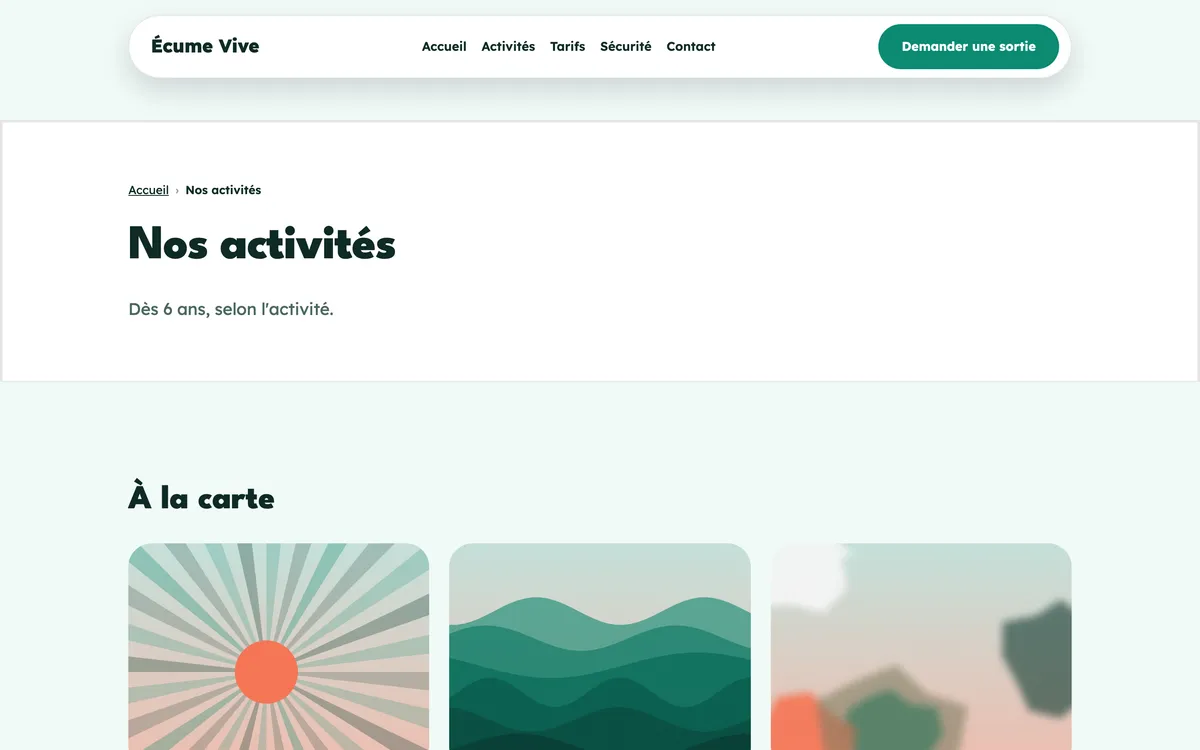 Écume Vive
Accueil Activités Tarifs Sécurité Contact
Demander une sortie
Accueil › Nos activités
Nos activités
Dès 6 ans, selon l'activité.
À la carte